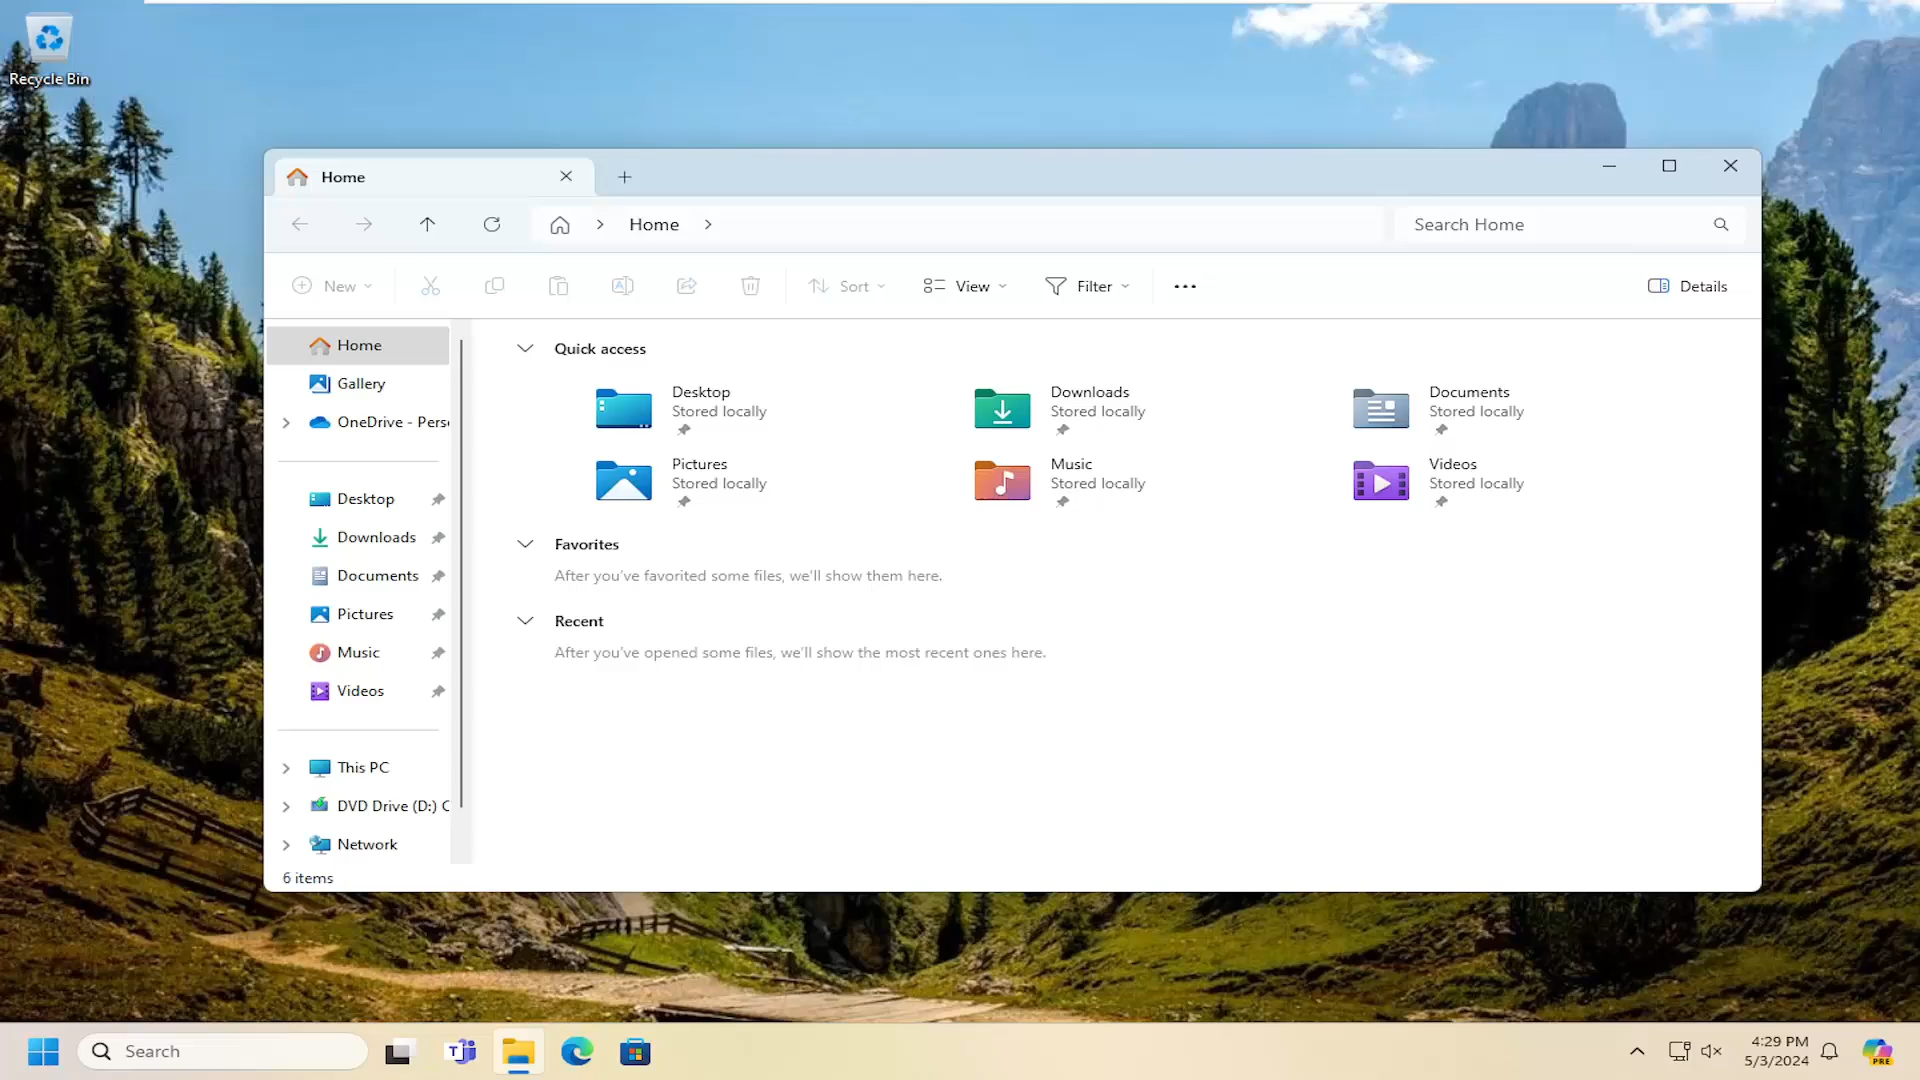 Recycle Bin
Home
Home
Search Home
New
Sort
View
Filter
Details
Home
Gallery
OneDrive - Pers
Desktop
Downloads
Documents
Pictures
Music
Videos
This PC
DVD Drive (D:) C
Network
6 items
Quick access
Desktop
Stored locally
Downloads
Stored locally
Documents
Stored locally
Pictures
Stored locally
Music
Stored locally
Videos
Stored locally
Favorites
After you've favorited some files, we'll show them here.
Recent
After you've opened some files, we'll show the most recent ones here.
Search
4:29 PM
5/3/2024
PRE